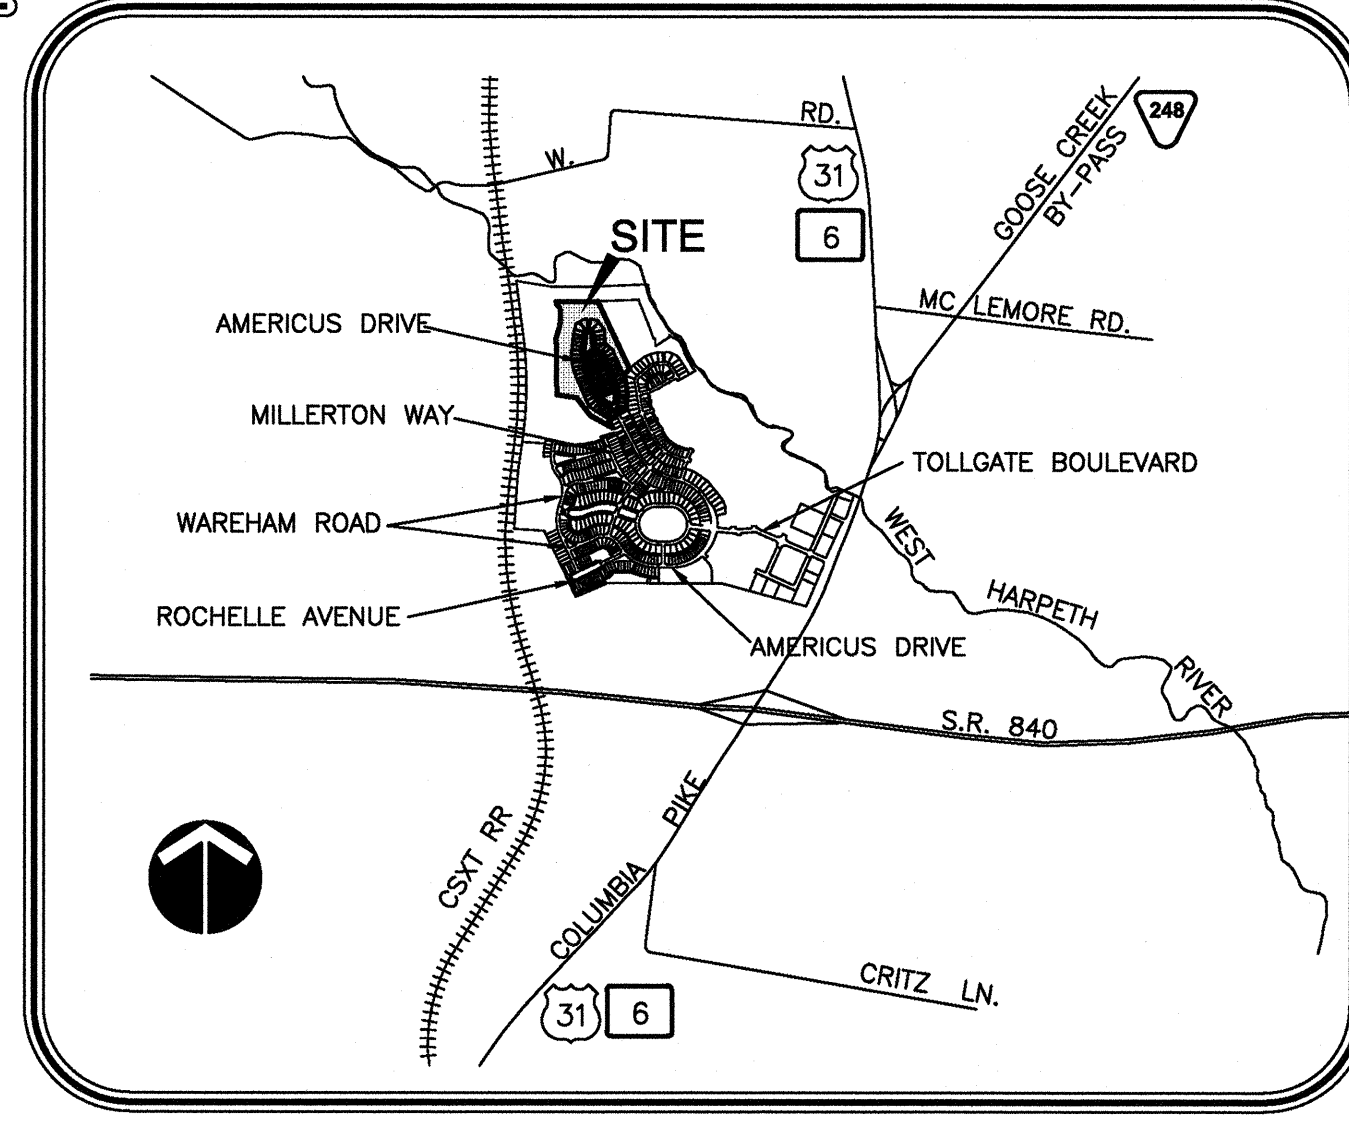 RD.
W.
31
6
GOOSE CREEK
BY-PASS
248
SITE
MC LEMORE RD.
AMERICUS DRIVE
MILLERTON WAY
TOLLGATE BOULEVARD
WAREHAM ROAD
WEST
HARPETH
RIVER
ROCHELLE AVENUE
AMERICUS DRIVE
S.R. 840
CSXT RR
COLUMBIA PIKE
CRITZ LN.
31
6